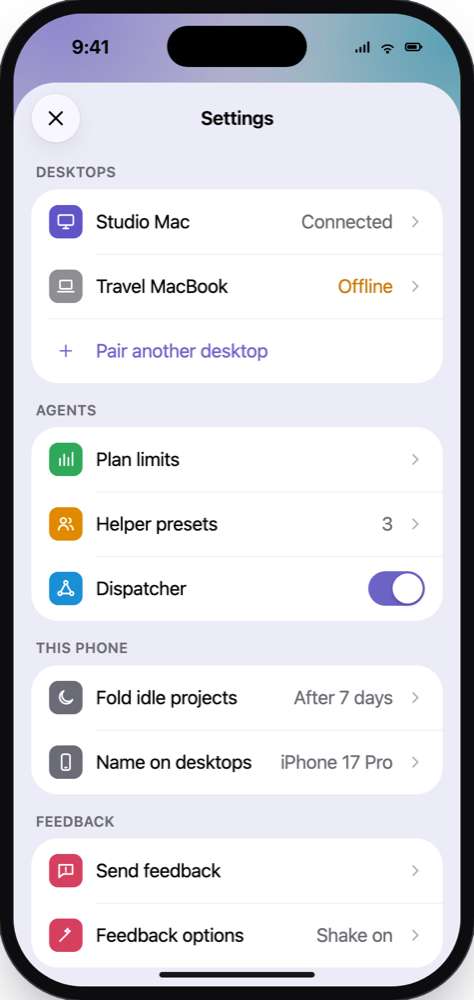 9:41
Settings
DESKTOPS
Studio Mac Connected
Travel MacBook Offline
Pair another desktop
AGENTS
Plan limits
Helper presets 3
Dispatcher
THIS PHONE
Fold idle projects After 7 days
Name on desktops iPhone 17 Pro
FEEDBACK
Send feedback
Feedback options Shake on